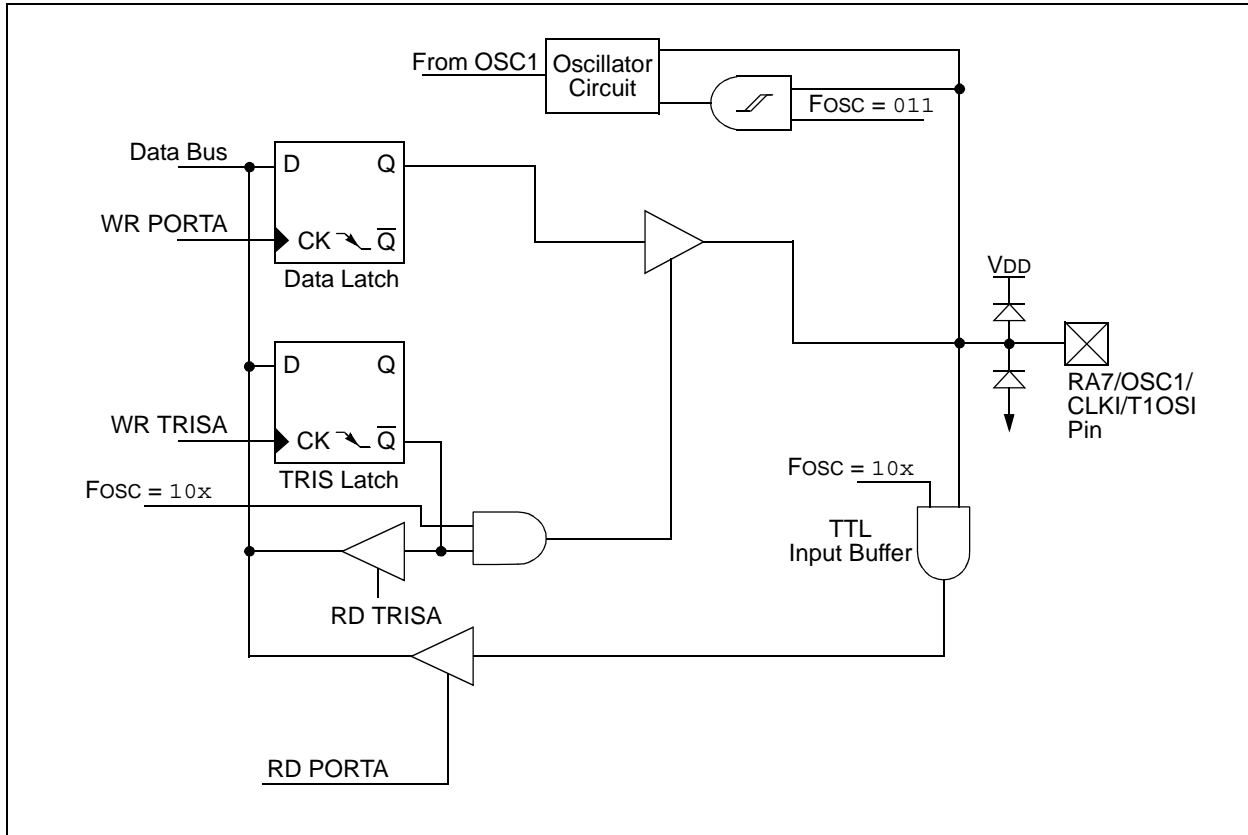 From OSC1
Oscillator
Circuit
FOSC = 011
Data Bus
D
Q
WR PORTA
CK
Q̅
Data Latch
VDD
D
Q
RA7/OSC1/
CLKI/T1OSI
Pin
WR TRISA
CK
Q̅
TRIS Latch
FOSC = 10x
FOSC = 10x
TTL
Input Buffer
RD TRISA
RD PORTA